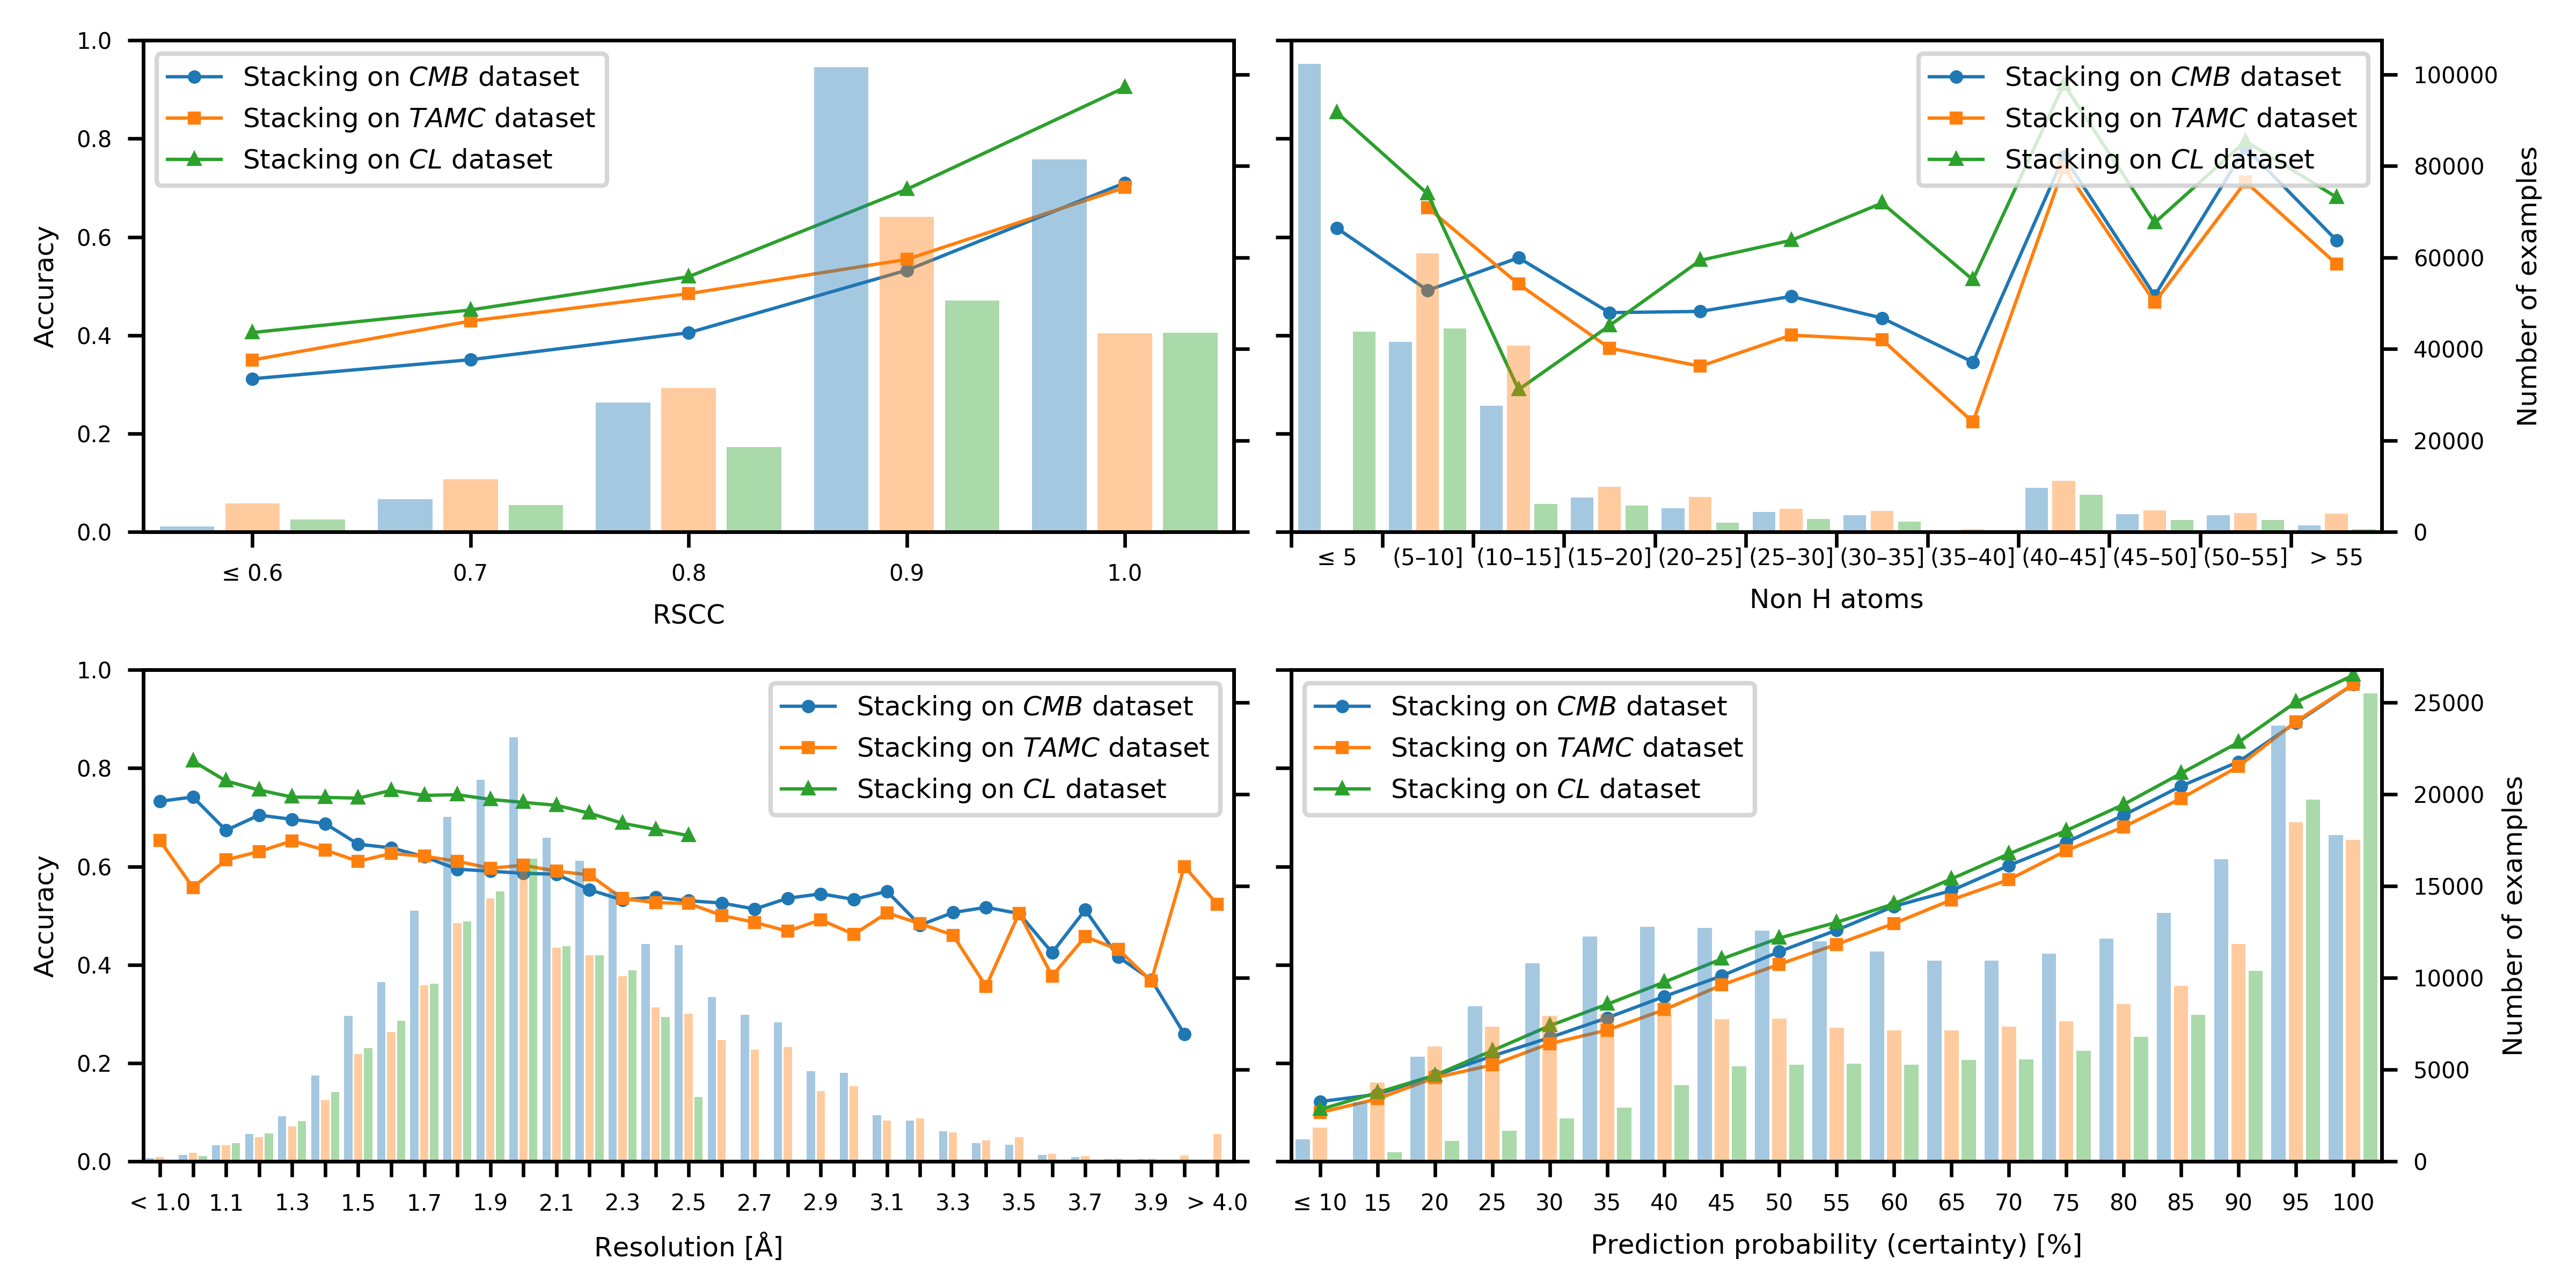 Stacking on CMB dataset
Stacking on TAMC dataset
Stacking on CL dataset
1.0
0.8
0.6
0.4
0.2
0.0
Accuracy
≤ 0.6 0.7 0.8 0.9 1.0
RSCC
Stacking on CMB dataset
Stacking on TAMC dataset
Stacking on CL dataset
100000
80000
60000
40000
20000
0
Number of examples
≤ 5 (5–10] (10–15] (15–20] (20–25] (25–30] (30–35] (35–40] (40–45] (45–50] (50–55] > 55
Non H atoms
Stacking on CMB dataset
Stacking on TAMC dataset
Stacking on CL dataset
1.0
0.8
0.6
0.4
0.2
0.0
Accuracy
< 1.0 1.1 1.3 1.5 1.7 1.9 2.1 2.3 2.5 2.7 2.9 3.1 3.3 3.5 3.7 3.9 > 4.0
Resolution [Å]
Stacking on CMB dataset
Stacking on TAMC dataset
Stacking on CL dataset
25000
20000
15000
10000
5000
0
Number of examples
≤ 10 15 20 25 30 35 40 45 50 55 60 65 70 75 80 85 90 95 100
Prediction probability (certainty) [%]